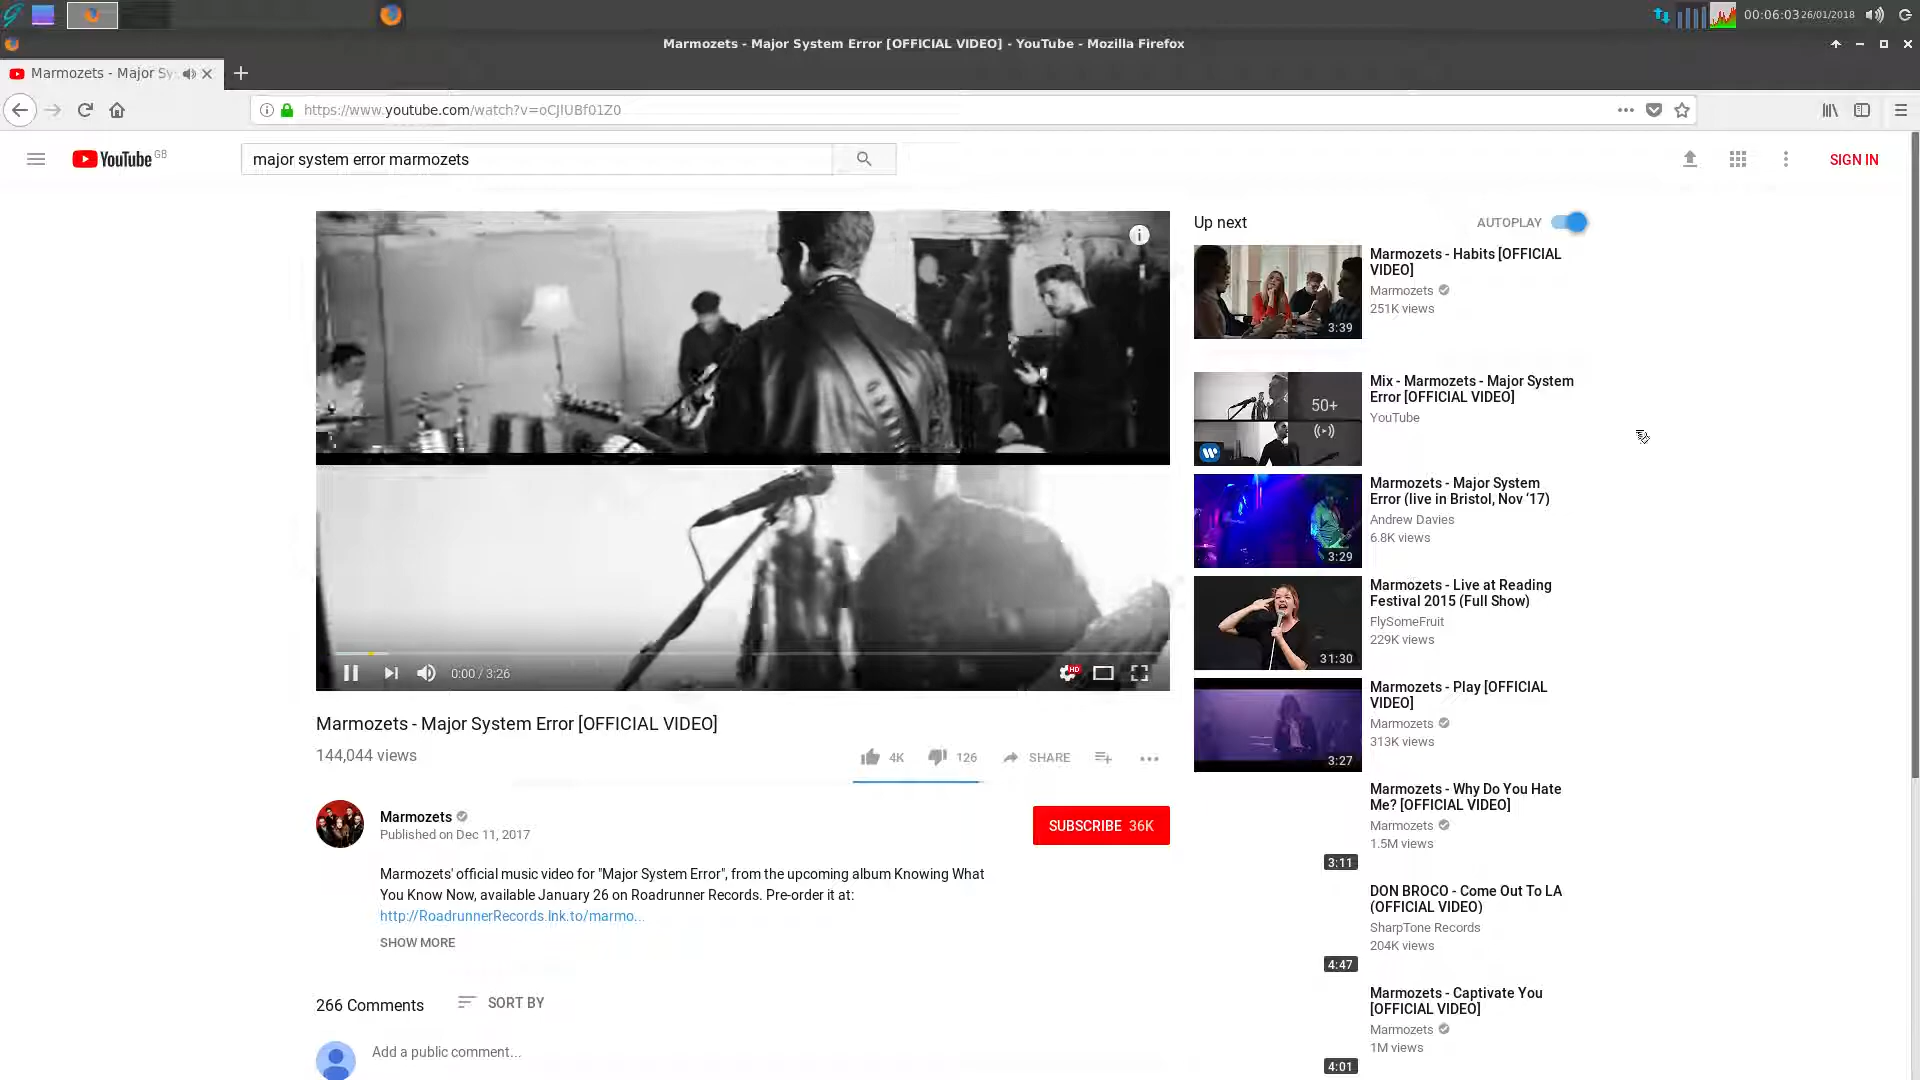 00:06:03 26/01/2018
Marmozets - Major System Error [OFFICIAL VIDEO] - YouTube - Mozilla Firefox
Marmozets - Major Sy
https://www.youtube.com/watch?v=oCJlUBf01Z0
YouTube GB
major system error marmozets
SIGN IN
Up next
AUTOPLAY
Marmozets - Habits [OFFICIAL
VIDEO]
Marmozets
251K views
3:39
Mix - Marmozets - Major System
Error [OFFICIAL VIDEO]
YouTube
50+
Marmozets - Major System
Error (live in Bristol, Nov ‘17)
Andrew Davies
6.8K views
3:29
Marmozets - Live at Reading
Festival 2015 (Full Show)
FlySomeFruit
229K views
31:30
Marmozets - Play [OFFICIAL
VIDEO]
Marmozets
313K views
3:27
Marmozets - Why Do You Hate
Me? [OFFICIAL VIDEO]
Marmozets
1.5M views
3:11
DON BROCO - Come Out To LA
(OFFICIAL VIDEO)
SharpTone Records
204K views
4:47
Marmozets - Captivate You
[OFFICIAL VIDEO]
Marmozets
1M views
4:01
0:00 / 3:26
HD
Marmozets - Major System Error [OFFICIAL VIDEO]
144,044 views
4K 126 SHARE
Marmozets
Published on Dec 11, 2017
SUBSCRIBE 36K
Marmozets' official music video for "Major System Error", from the upcoming album Knowing What
You Know Now, available January 26 on Roadrunner Records. Pre-order it at:
http://RoadrunnerRecords.lnk.to/marmo...
SHOW MORE
266 Comments SORT BY
Add a public comment...